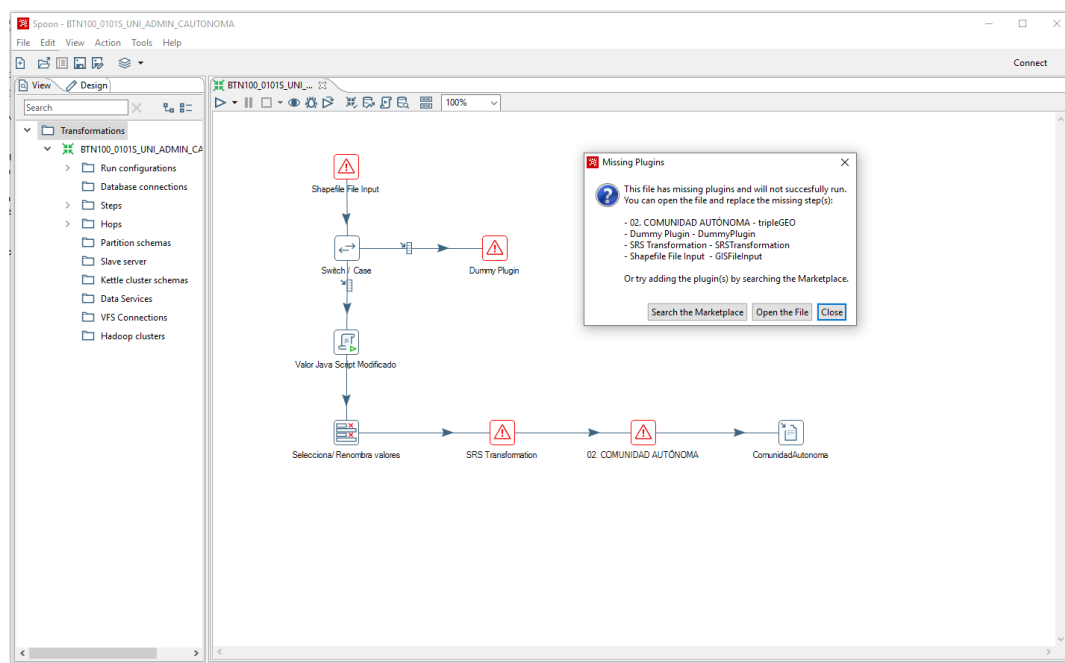 Spoon - BTN100_0101S_UNI_ADMIN_CAUTONOMA
File Edit View Action Tools Help
Connect
View Design
BTN100_0101S_UNI_...
Search
100%
Transformations
BTN100_0101S_UNI_ADMIN_CA
Run configurations
Database connections
Steps
Hops
Partition schemas
Slave server
Kettle cluster schemas
Data Services
VFS Connections
Hadoop clusters
Shapefile File Input
Switch / Case
Dummy Plugin
Valor Java Script Modificado
Selecciona/ Renombra valores
SRS Transformation
02. COMUNIDAD AUTÓNOMA
ComunidadAutonoma
Missing Plugins
This file has missing plugins and will not succesfully run.
You can open the file and replace the missing step(s):
- 02. COMUNIDAD AUTÓNOMA - tripleGEO
- Dummy Plugin - DummyPlugin
- SRS Transformation - SRSTransformation
- Shapefile File Input - GISFileInput
Or try adding the plugin(s) by searching the Marketplace.
Search the Marketplace Open the File Close